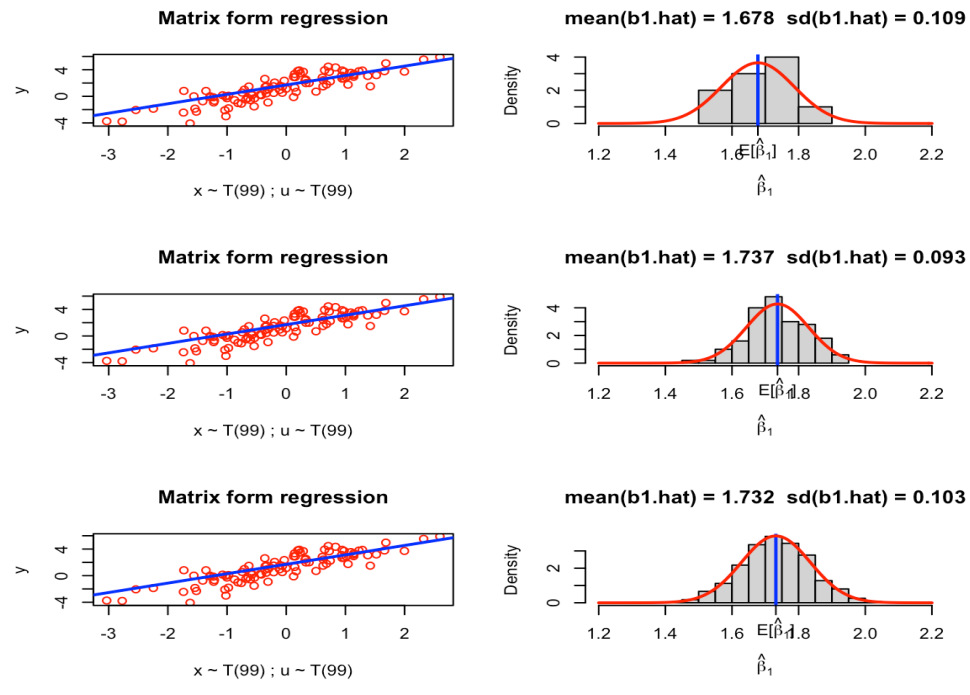 Matrix form regression
mean(b1.hat) = 1.678 sd(b1.hat) = 0.109
y
4
0
-4
-3 -2 -1 0 1 2
x ~ T(99) ; u ~ T(99)
Density
4
2
0
1.2 1.4 1.6 1.8 2.0 2.2
E[β̂₁]
β̂₁
Matrix form regression
mean(b1.hat) = 1.737 sd(b1.hat) = 0.093
y
4
0
-4
-3 -2 -1 0 1 2
x ~ T(99) ; u ~ T(99)
Density
4
2
0
1.2 1.4 1.6 1.8 2.0 2.2
E[β̂₁]
β̂₁
Matrix form regression
mean(b1.hat) = 1.732 sd(b1.hat) = 0.103
y
4
0
-4
-3 -2 -1 0 1 2
x ~ T(99) ; u ~ T(99)
Density
2
0
1.2 1.4 1.6 1.8 2.0 2.2
E[β̂₁]
β̂₁